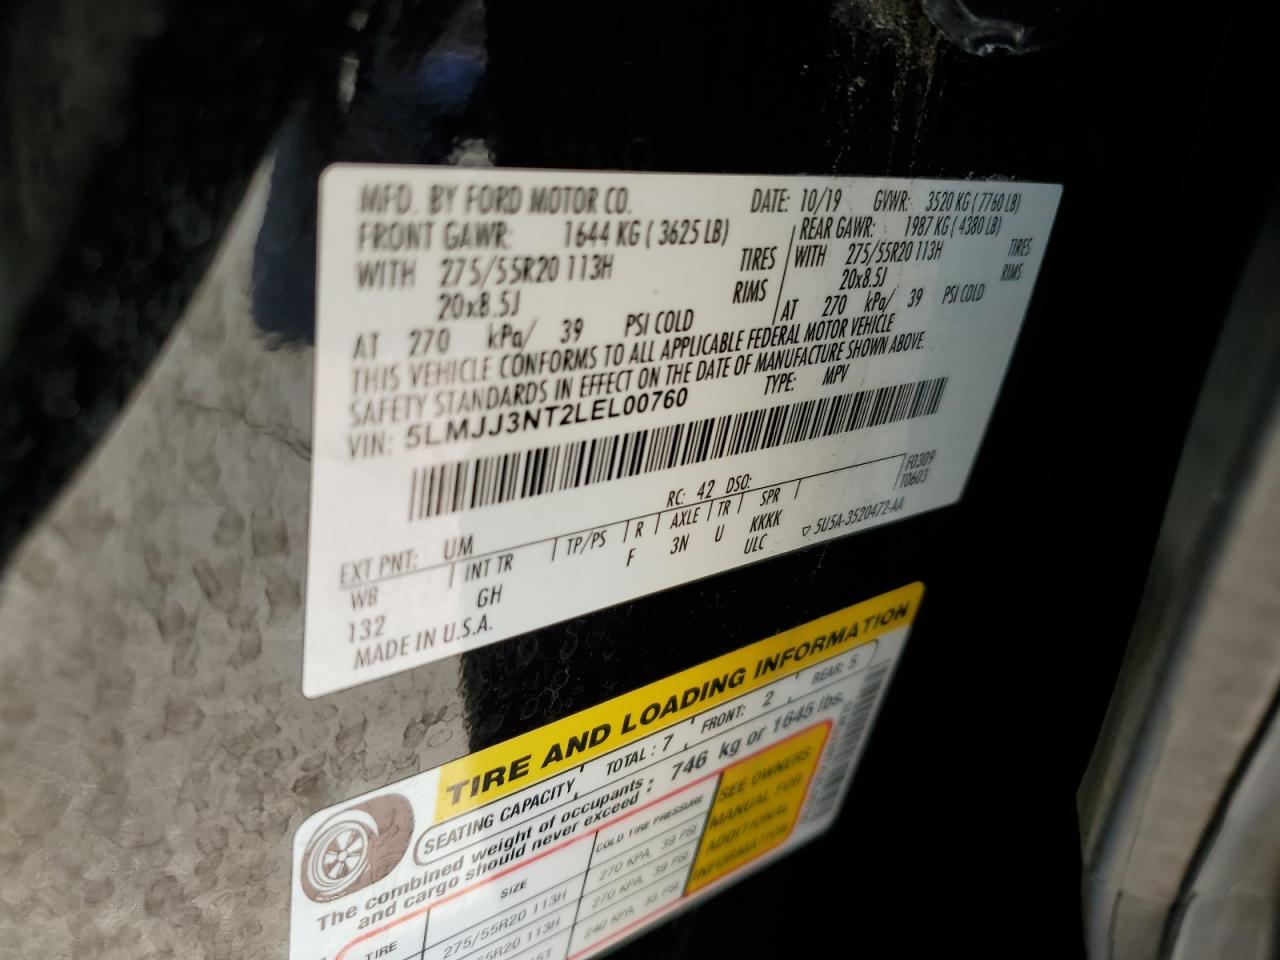 MFD. BY FORD MOTOR CO. DATE: 10/19 GVWR: 3520 KG ( 7760 LB)
FRONT GAWR: 1644 KG ( 3625 LB) REAR GAWR: 1987 KG ( 4380 LB)
WITH 275/55R20 113H TIRES WITH 275/55R20 113H TIRES
20x8.5J RIMS 20x8.5J RIMS
AT 270 kPa/ 39 PSI COLD AT 270 kPa/ 39 PSI COLD
THIS VEHICLE CONFORMS TO ALL APPLICABLE FEDERAL MOTOR VEHICLE
SAFETY STANDARDS IN EFFECT ON THE DATE OF MANUFACTURE SHOWN ABOVE.
VIN: 5LMJJ3NT2LEL00760 TYPE: MPV
F0309
T0603
EXT PNT: UM RC: 42 DSO:
WB INT TR TP/PS R AXLE TR SPR
132 GH F 3N U KKKK
ULC
MADE IN U.S.A. 5U5A-3520472-AA
TIRE AND LOADING INFORMATION
SEATING CAPACITY TOTAL: 7 FRONT: 2 REAR: 5
The combined weight of occupants
and cargo should never exceed : 746 kg or 1645 lbs.
TIRE SIZE COLD TIRE PRESSURE
275/55R20 113H 270 KPA, 39 PSI
55R20 113H 270 KPA, 39 PSI
240 KPA, 35 PSI
SEE OWNERS
MANUAL FOR
ADDITIONAL
INFORMATION